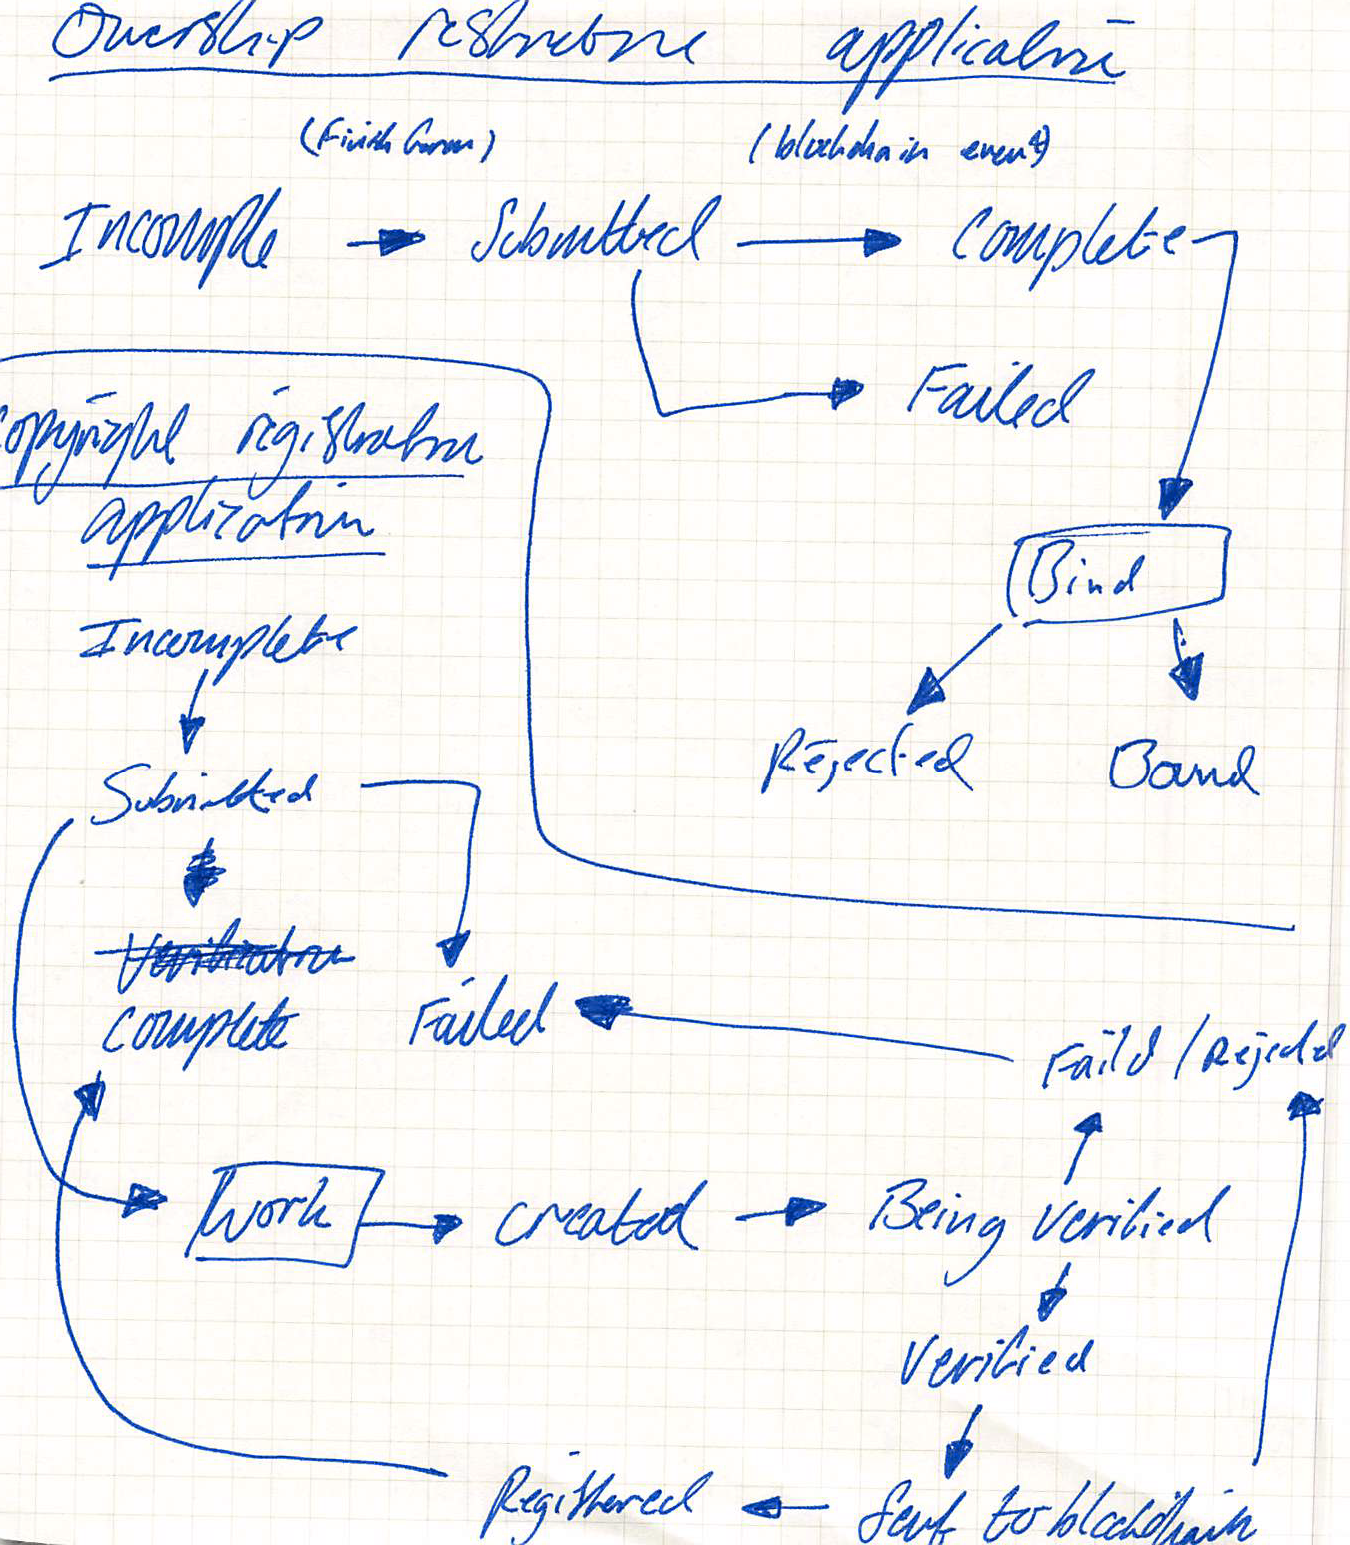 Ownership restructure application
(Finish form) (blockchain event)
Incomplete Submitted Complete
Failed
Copyright registration
application
Bind
Incomplete
Rejected Bound
Submitted
Verification
Complete Failed
Faild / Rejected
Work created Being verified
Verified
Registered Sent to blockchain